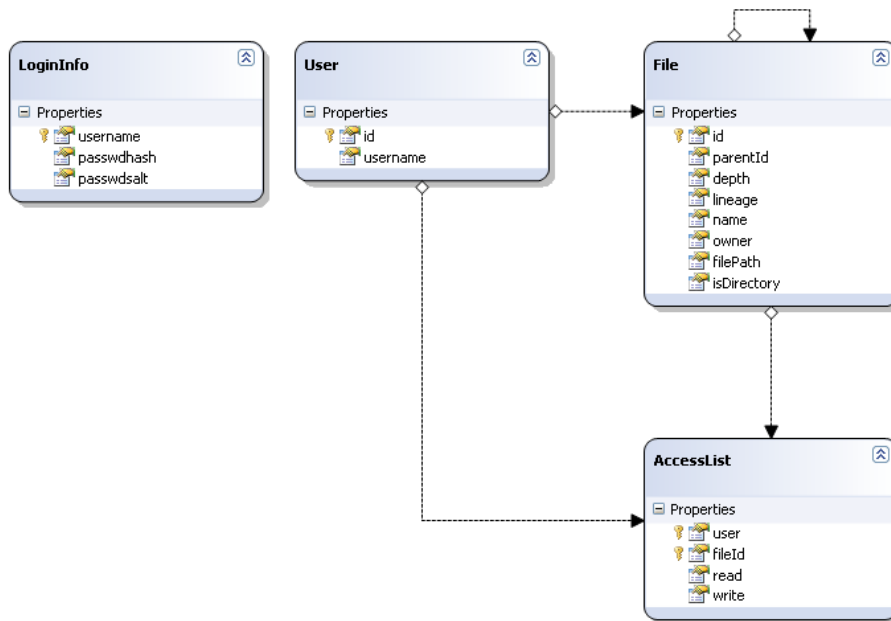 LoginInfo
Properties
username
passwdhash
passwdsalt
User
Properties
id
username
File
Properties
id
parentId
depth
lineage
name
owner
filePath
isDirectory
AccessList
Properties
user
fileId
read
write